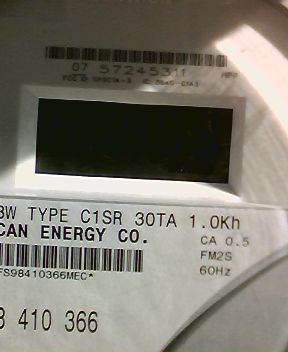 07 57245311
3W TYPE C1SR 30TA 1.0Kh
CAN ENERGY CO.
CA 0.5
FM2S
60Hz
FS98410366MEC*
8 410 366